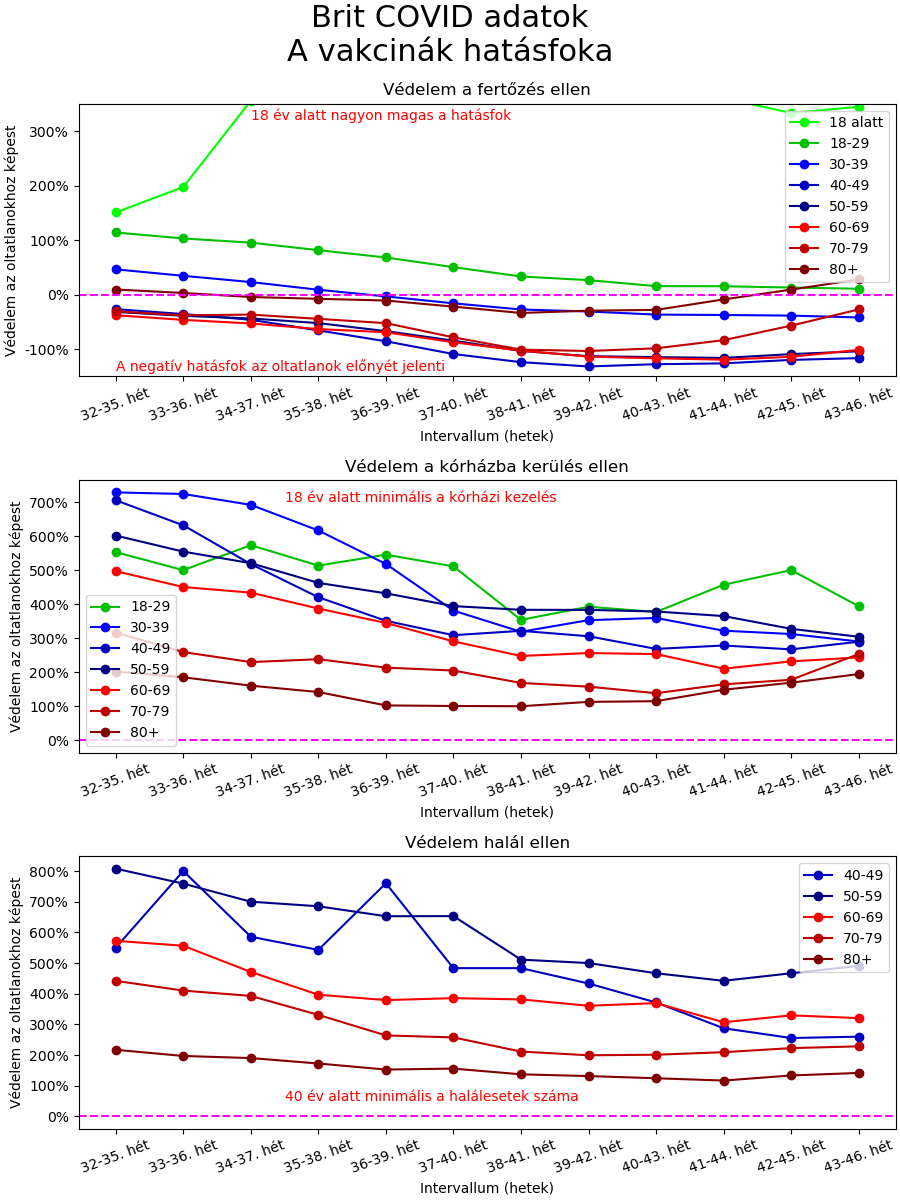 Brit COVID adatok
A vakcinák hatásfoka
Védelem a fertőzés ellen
Védelem az oltatlanokhoz képest
300%
200%
100%
0%
-100%
18 év alatt nagyon magas a hatásfok
A negatív hatásfok az oltatlanok előnyét jelenti
18 alatt
18-29
30-39
40-49
50-59
60-69
70-79
80+
32-35. hét
33-36. hét
34-37. hét
35-38. hét
36-39. hét
37-40. hét
38-41. hét
39-42. hét
40-43. hét
41-44. hét
42-45. hét
43-46. hét
Intervallum (hetek)
Védelem a kórházba kerülés ellen
Védelem az oltatlanokhoz képest
700%
600%
500%
400%
300%
200%
100%
0%
18 év alatt minimális a kórházi kezelés
18-29
30-39
40-49
50-59
60-69
70-79
80+
32-35. hét
33-36. hét
34-37. hét
35-38. hét
36-39. hét
37-40. hét
38-41. hét
39-42. hét
40-43. hét
41-44. hét
42-45. hét
43-46. hét
Intervallum (hetek)
Védelem halál ellen
Védelem az oltatlanokhoz képest
800%
700%
600%
500%
400%
300%
200%
100%
0%
40-49
50-59
60-69
70-79
80+
40 év alatt minimális a halálesetek száma
32-35. hét
33-36. hét
34-37. hét
35-38. hét
36-39. hét
37-40. hét
38-41. hét
39-42. hét
40-43. hét
41-44. hét
42-45. hét
43-46. hét
Intervallum (hetek)